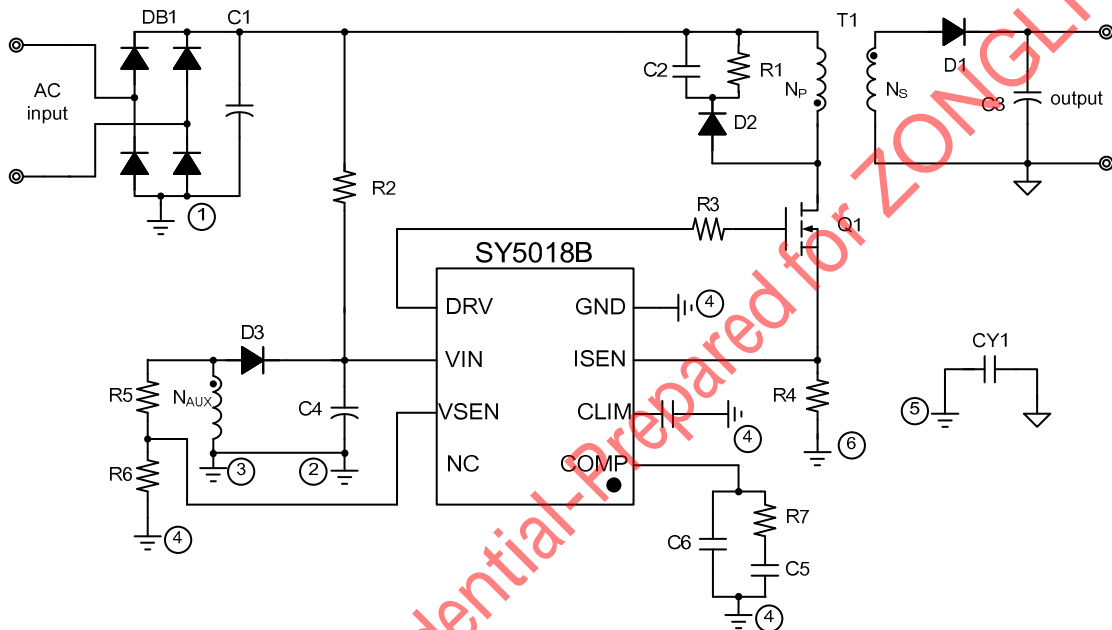 DB1
C1
T1
AC
input
C2
R1
D2
NP
NS
D1
C3
output
R2
①
R3
Q1
SY5018B
DRV
GND
④
D3
VIN
ISEN
CY1
R5
NAUX
C4
VSEN
CLIM
R4
⑤
④
⑥
R6
③
②
NC
COMP
④
R7
C6
C5
④
dential-Prepared for ZONGLI